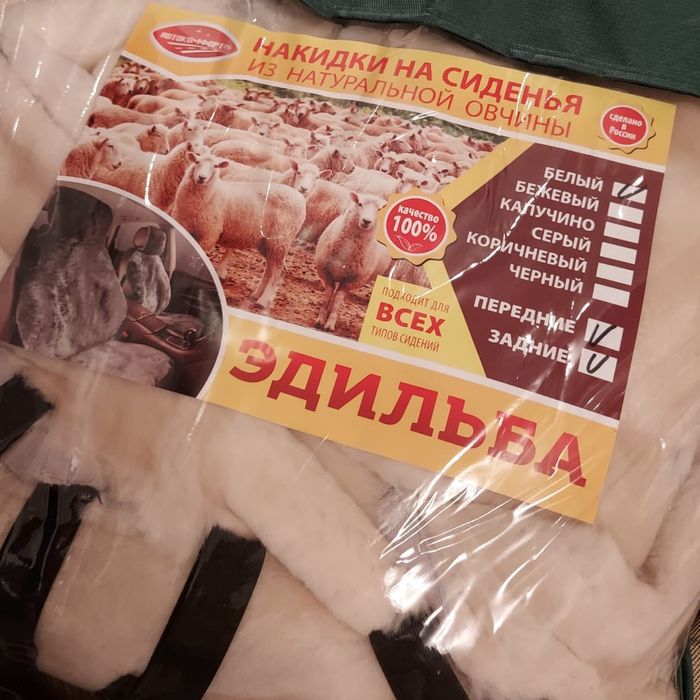 АВТОКОМФОРТ
НАКИДКИ НА СИДЕНЬЯ
ИЗ НАТУРАЛЬНОЙ ОВЧИНЫ
сделано
в
России
БЕЛЫЙ
БЕЖЕВЫЙ
КАПУЧИНО
СЕРЫЙ
КОРИЧНЕВЫЙ
ЧЕРНЫЙ
ПЕРЕДНИЕ
ЗАДНИЕ
качество
100%
ПОДХОДИТ ДЛЯ
ВСЕХ
ТИПОВ СИДЕНИЙ
ЭДИЛЬБА